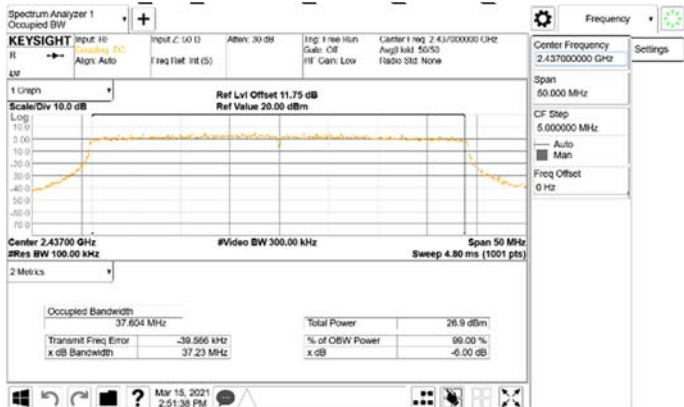 Spectrum Analyzer 1
Occupied BW
Frequency
KEYSIGHT
Input: RF
Coupling: DC
Align: Auto
Input Z: 50 Ω
Freq Ref: Int (S)
Atten: 30 dB
Trig: Free Run
Gate: Off
#IF Gain: Low
Center Freq: 2.437000000 GHz
Avg|Hold: 50/50
Radio Std: None
Center Frequency
2.437000000 GHz
Settings
Span
50.000 MHz
CF Step
5.000000 MHz
Auto
Man
Freq Offset
0 Hz
1 Graph
Scale/Div 10.0 dB
Ref Lvl Offset 11.75 dB
Ref Value 20.00 dBm
Log
10.0
0.00
-10.0
-20.0
-30.0
-40.0
-50.0
-60.0
-70.0
Center 2.43700 GHz
#Res BW 100.00 kHz
#Video BW 300.00 kHz
Span 50 MHz
Sweep 4.80 ms (1001 pts)
2 Metrics
Occupied Bandwidth
37.604 MHz
Total Power
26.9 dBm
Transmit Freq Error
-39.566 kHz
% of OBW Power
99.00 %
x dB Bandwidth
37.23 MHz
x dB
-6.00 dB
Mar 15, 2021
2:51:38 PM